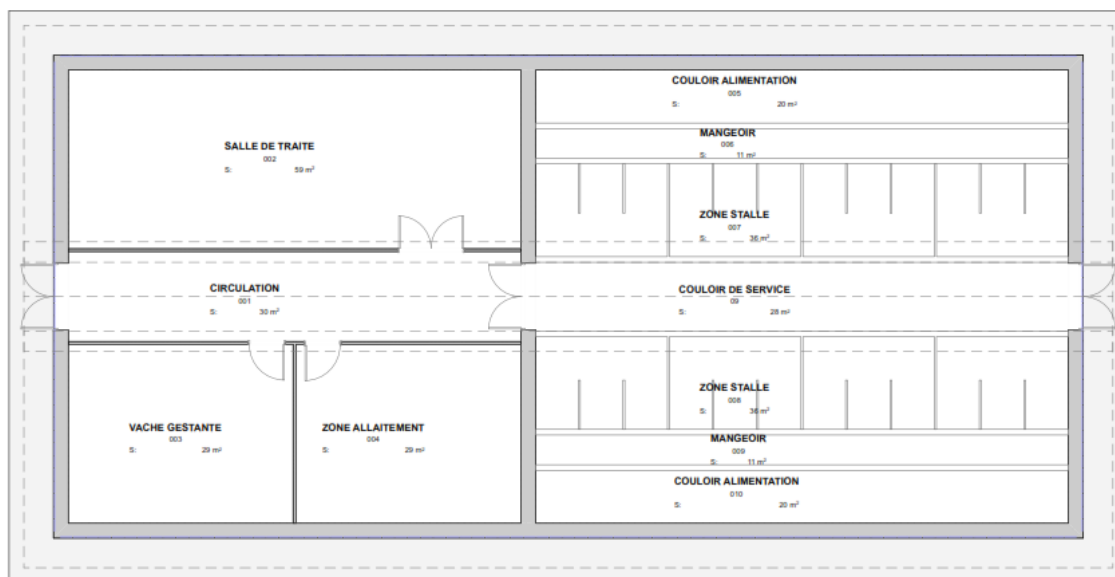 SALLE DE TRAITE
002
S: 59 m²
CIRCULATION
001
S: 30 m²
VACHE GESTANTE
003
S: 29 m²
ZONE ALLAITEMENT
004
S: 29 m²
COULOIR ALIMENTATION
005
S: 20 m²
MANGEOIR
006
S: 11 m²
ZONE STALLE
007
S: 36 m²
COULOIR DE SERVICE
09
S: 28 m²
ZONE STALLE
008
S: 36 m²
MANGEOIR
009
S: 11 m²
COULOIR ALIMENTATION
010
S: 20 m²